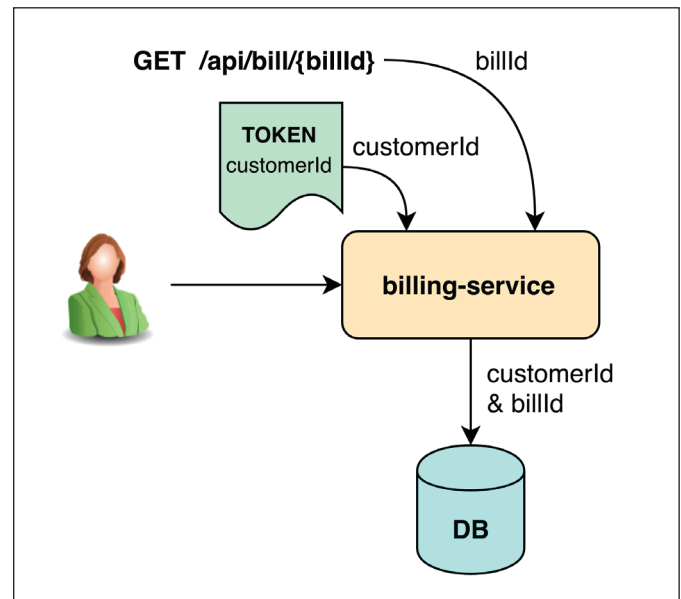 GET /api/bill/{billId}
billId
TOKEN
customerId
customerId
billing-service
customerId
& billId
DB